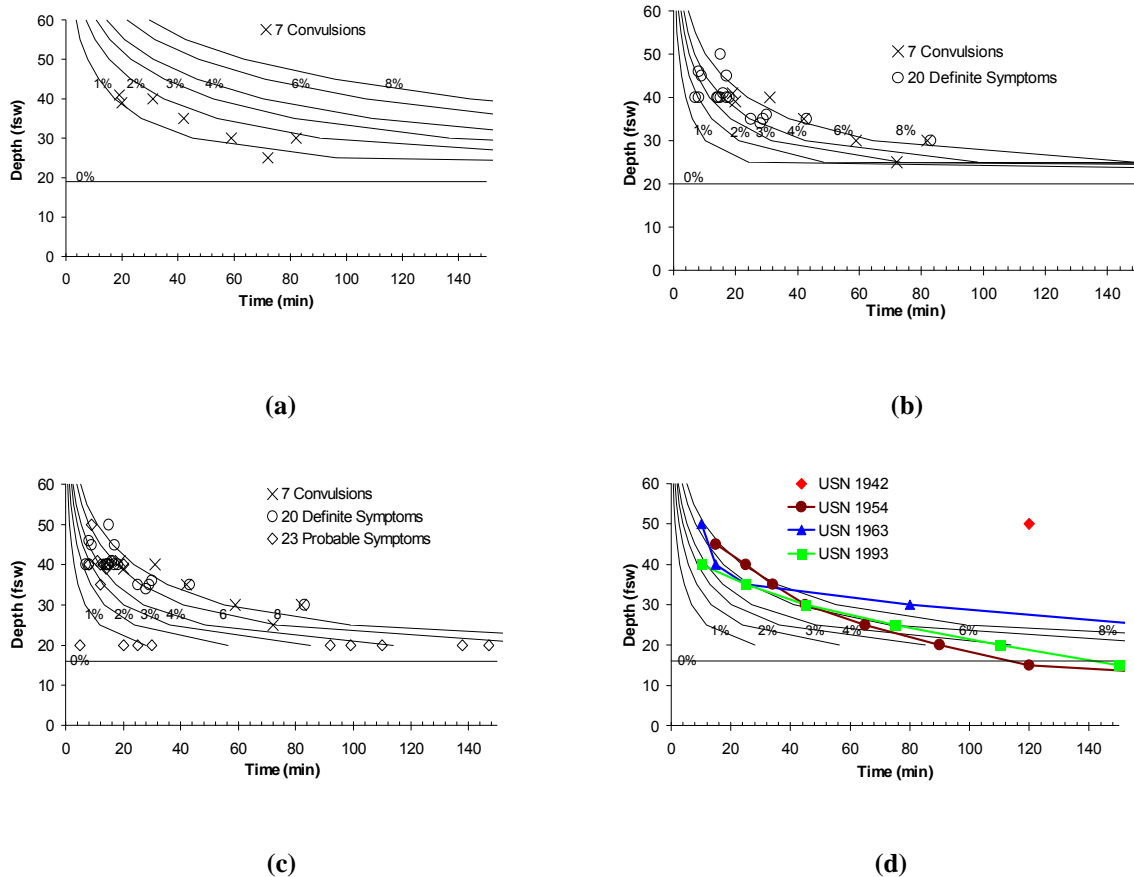 60
50
40
30
20
10
0
Depth (fsw)
7 Convulsions
1% 2% 3% 4% 6% 8%
0%
0 20 40 60 80 100 120 140
Time (min)
(a)
60
50
40
30
20
10
0
Depth (fsw)
7 Convulsions
20 Definite Symptoms
1% 2% 3% 4% 6% 8%
0%
0 20 40 60 80 100 120 140
Time (min)
(b)
60
50
40
30
20
10
0
Depth (fsw)
7 Convulsions
20 Definite Symptoms
23 Probable Symptoms
1% 2% 3% 4% 6 8
0%
0 20 40 60 80 100 120 140
Time (min)
(c)
60
50
40
30
20
10
0
Depth (fsw)
USN 1942
USN 1954
USN 1963
USN 1993
1% 2% 3% 4% 6% 8%
0%
0 20 40 60 80 100 120 140
Time (min)
(d)